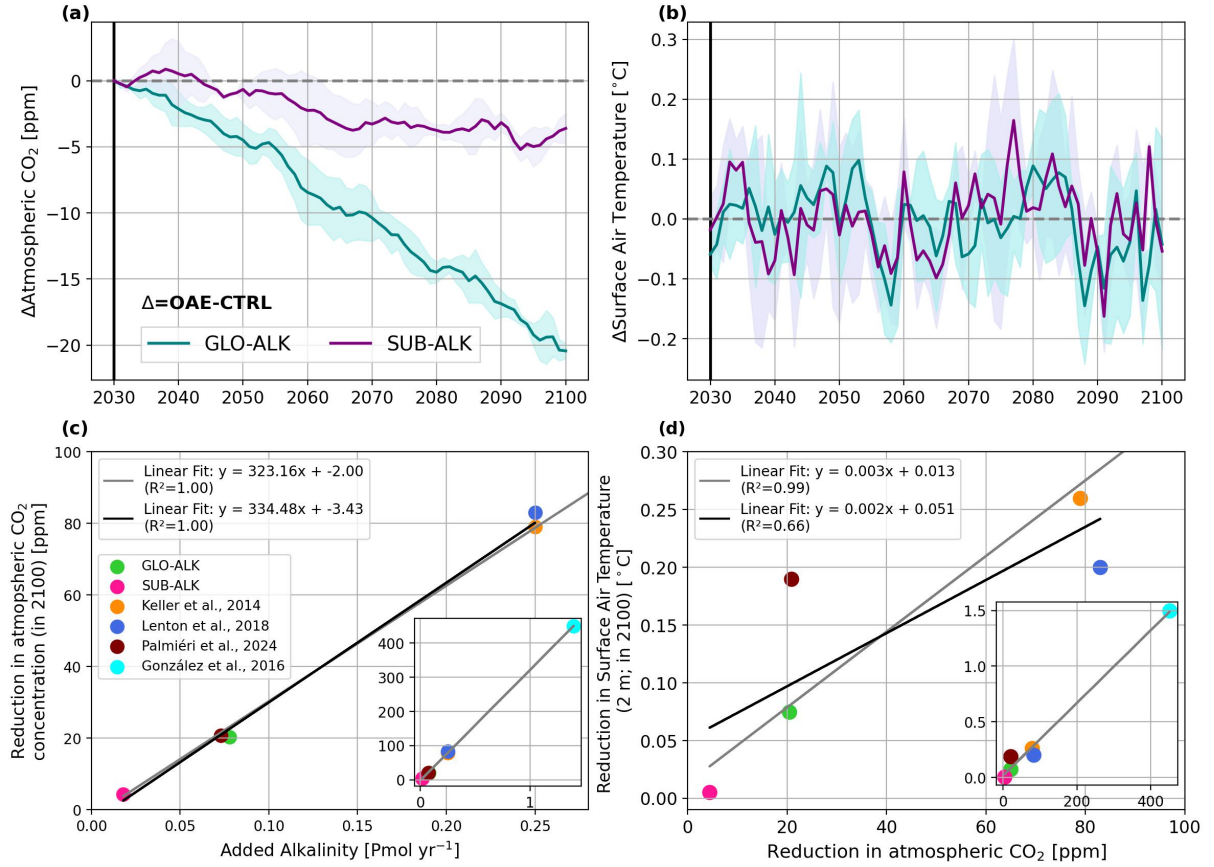 (a)
ΔAtmospheric CO₂ [ppm]
0
−5
−10
−15
−20
Δ=OAE-CTRL
GLO-ALK
SUB-ALK
2030 2040 2050 2060 2070 2080 2090 2100
(b)
ΔSurface Air Temperature [°C]
0.3
0.2
0.1
0.0
−0.1
−0.2
2030 2040 2050 2060 2070 2080 2090 2100
(c)
Reduction in atmopsheric CO₂
concentration (in 2100) [ppm]
100
80
60
40
20
0
Linear Fit: y = 323.16x + -2.00
(R²=1.00)
Linear Fit: y = 334.48x + -3.43
(R²=1.00)
GLO-ALK
SUB-ALK
Keller et al., 2014
Lenton et al., 2018
Palmiéri et al., 2024
González et al., 2016
400
300
200
100
0
0 1
0.00 0.05 0.10 0.15 0.20 0.25
Added Alkalinity [Pmol yr⁻¹]
(d)
Reduction in Surface Air Temperature
(2 m; in 2100) [°C]
0.30
0.25
0.20
0.15
0.10
0.05
0.00
Linear Fit: y = 0.003x + 0.013
(R²=0.99)
Linear Fit: y = 0.002x + 0.051
(R²=0.66)
1.5
1.0
0.5
0.0
0 200 400
0 20 40 60 80 100
Reduction in atmospheric CO₂ [ppm]